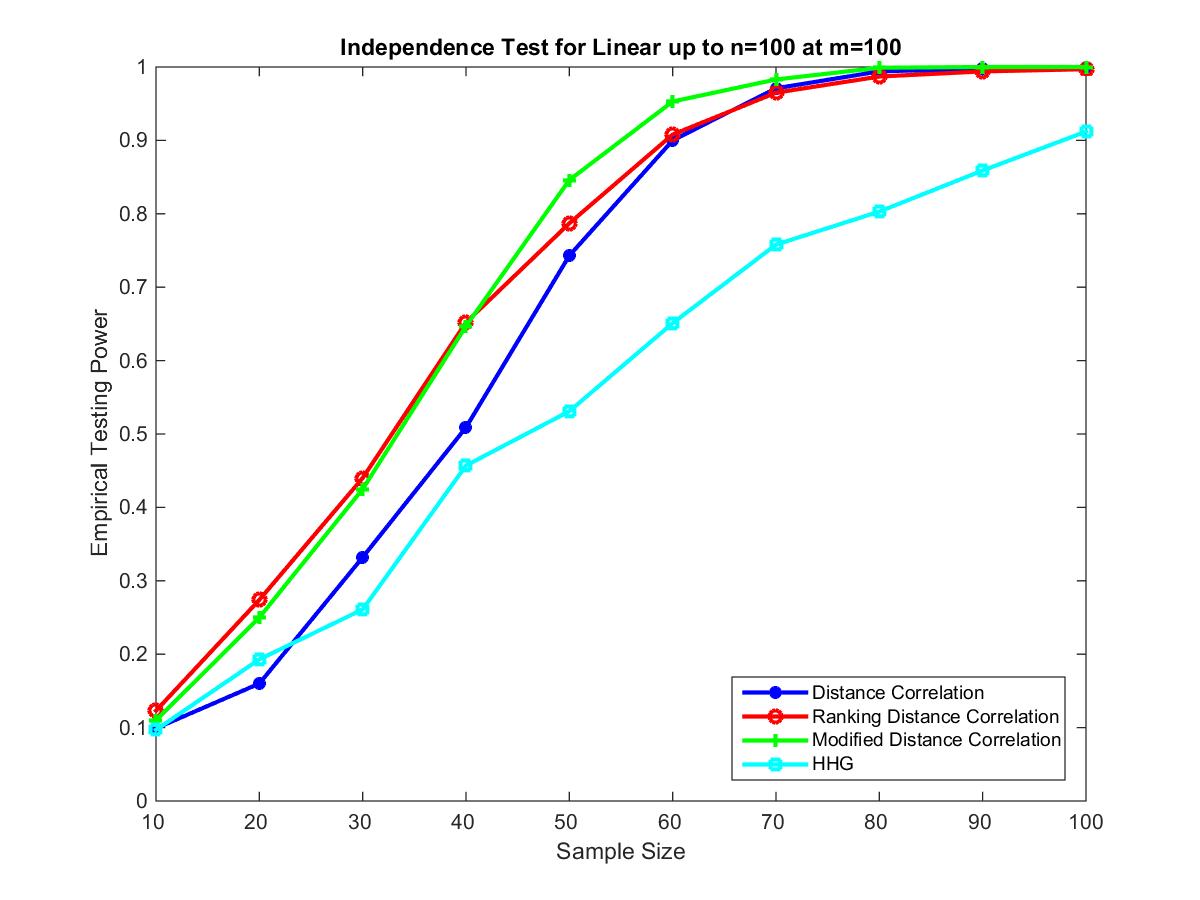 Independence Test for Linear up to n=100 at m=100
1
0.9
0.8
0.7
0.6
0.5
0.4
0.3
0.2
0.1
0
Empirical Testing Power
10 20 30 40 50 60 70 80 90 100
Sample Size
Distance Correlation
Ranking Distance Correlation
Modified Distance Correlation
HHG